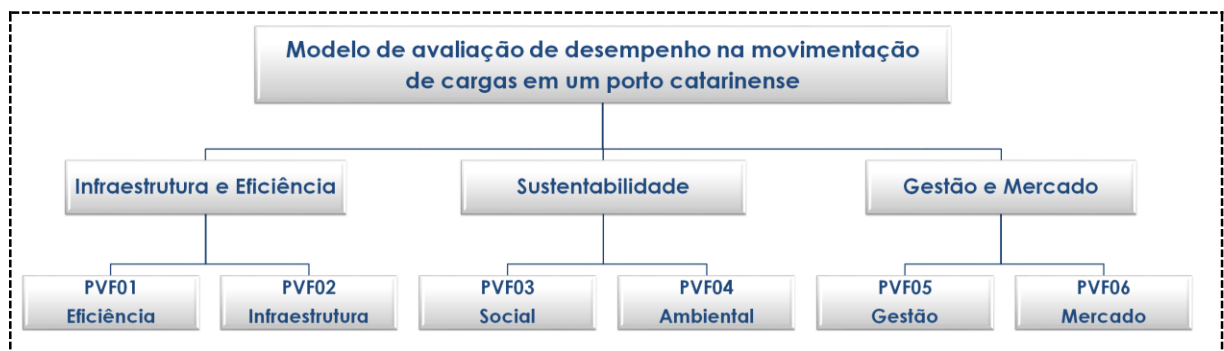 Modelo de avaliação de desempenho na movimentação
de cargas em um porto catarinense
Infraestrutura e Eficiência
Sustentabilidade
Gestão e Mercado
PVF01
Eficiência
PVF02
Infraestrutura
PVF03
Social
PVF04
Ambiental
PVF05
Gestão
PVF06
Mercado